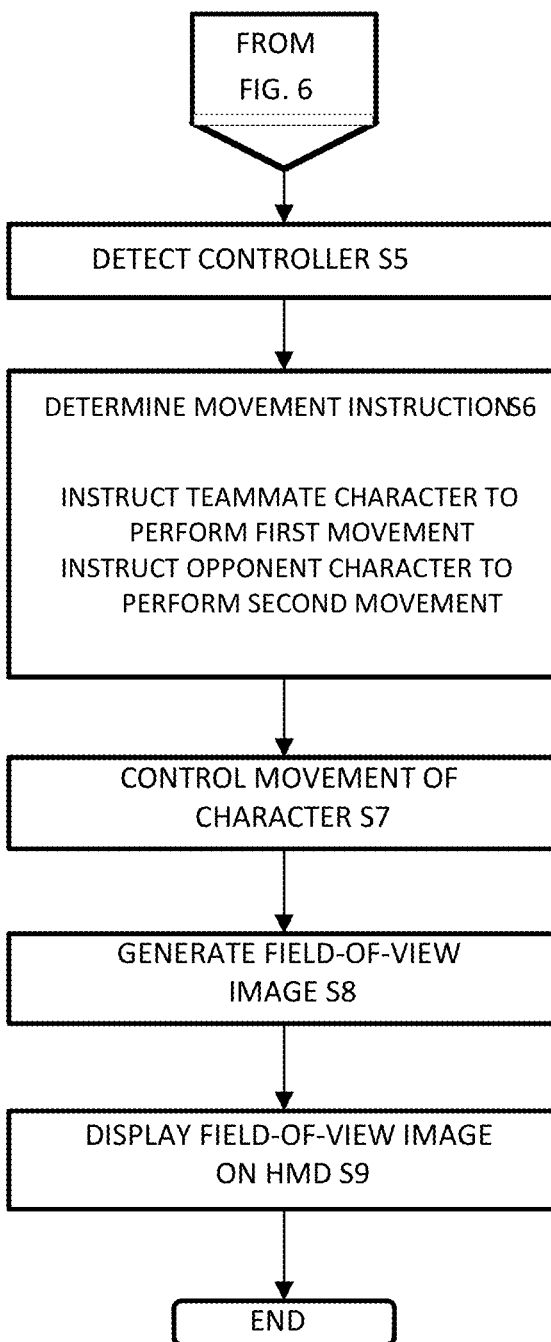 FROM
FIG. 6
DETECT CONTROLLER S5
DETERMINE MOVEMENT INSTRUCTIONS6
INSTRUCT TEAMMATE CHARACTER TO
PERFORM FIRST MOVEMENT
INSTRUCT OPPONENT CHARACTER TO
PERFORM SECOND MOVEMENT
CONTROL MOVEMENT OF
CHARACTER S7
GENERATE FIELD-OF-VIEW
IMAGE S8
DISPLAY FIELD-OF-VIEW IMAGE
ON HMD S9
END